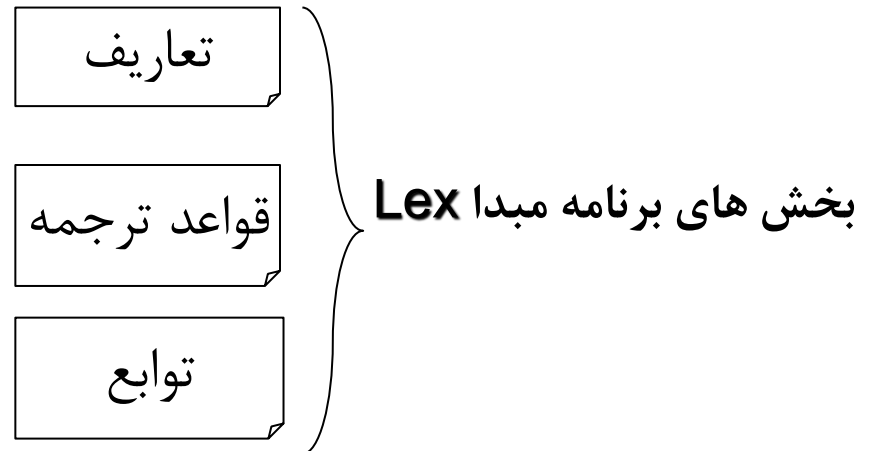 بخش های برنامه مبدا Lex
تعاریف
قواعد ترجمه
توابع